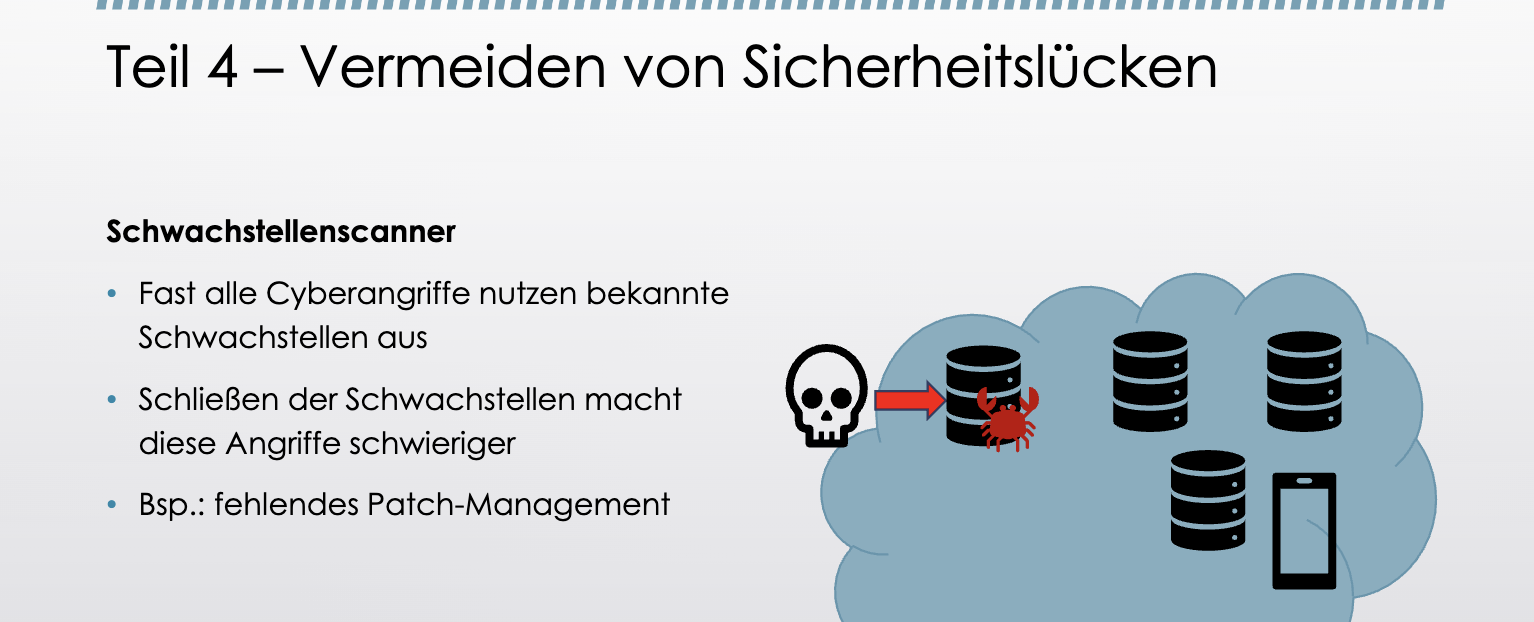 Teil 4 – Vermeiden von Sicherheitslücken
Schwachstellenscanner
• Fast alle Cyberangriffe nutzen bekannte
Schwachstellen aus
• Schließen der Schwachstellen macht
diese Angriffe schwieriger
• Bsp.: fehlendes Patch-Management